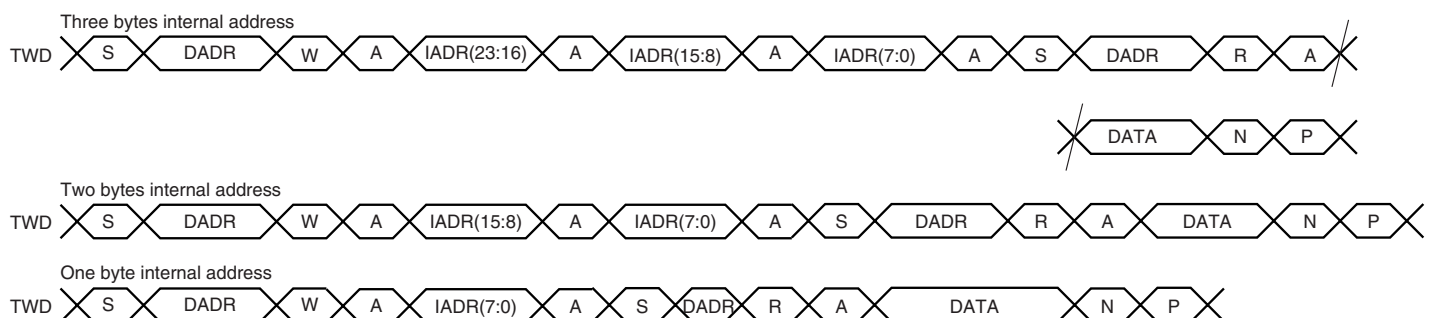 Three bytes internal address
TWD S DADR W A IADR(23:16) A IADR(15:8) A IADR(7:0) A S DADR R A
DATA N P
Two bytes internal address
TWD S DADR W A IADR(15:8) A IADR(7:0) A S DADR R A DATA N P
One byte internal address
TWD S DADR W A IADR(7:0) A S DADR R A DATA N P